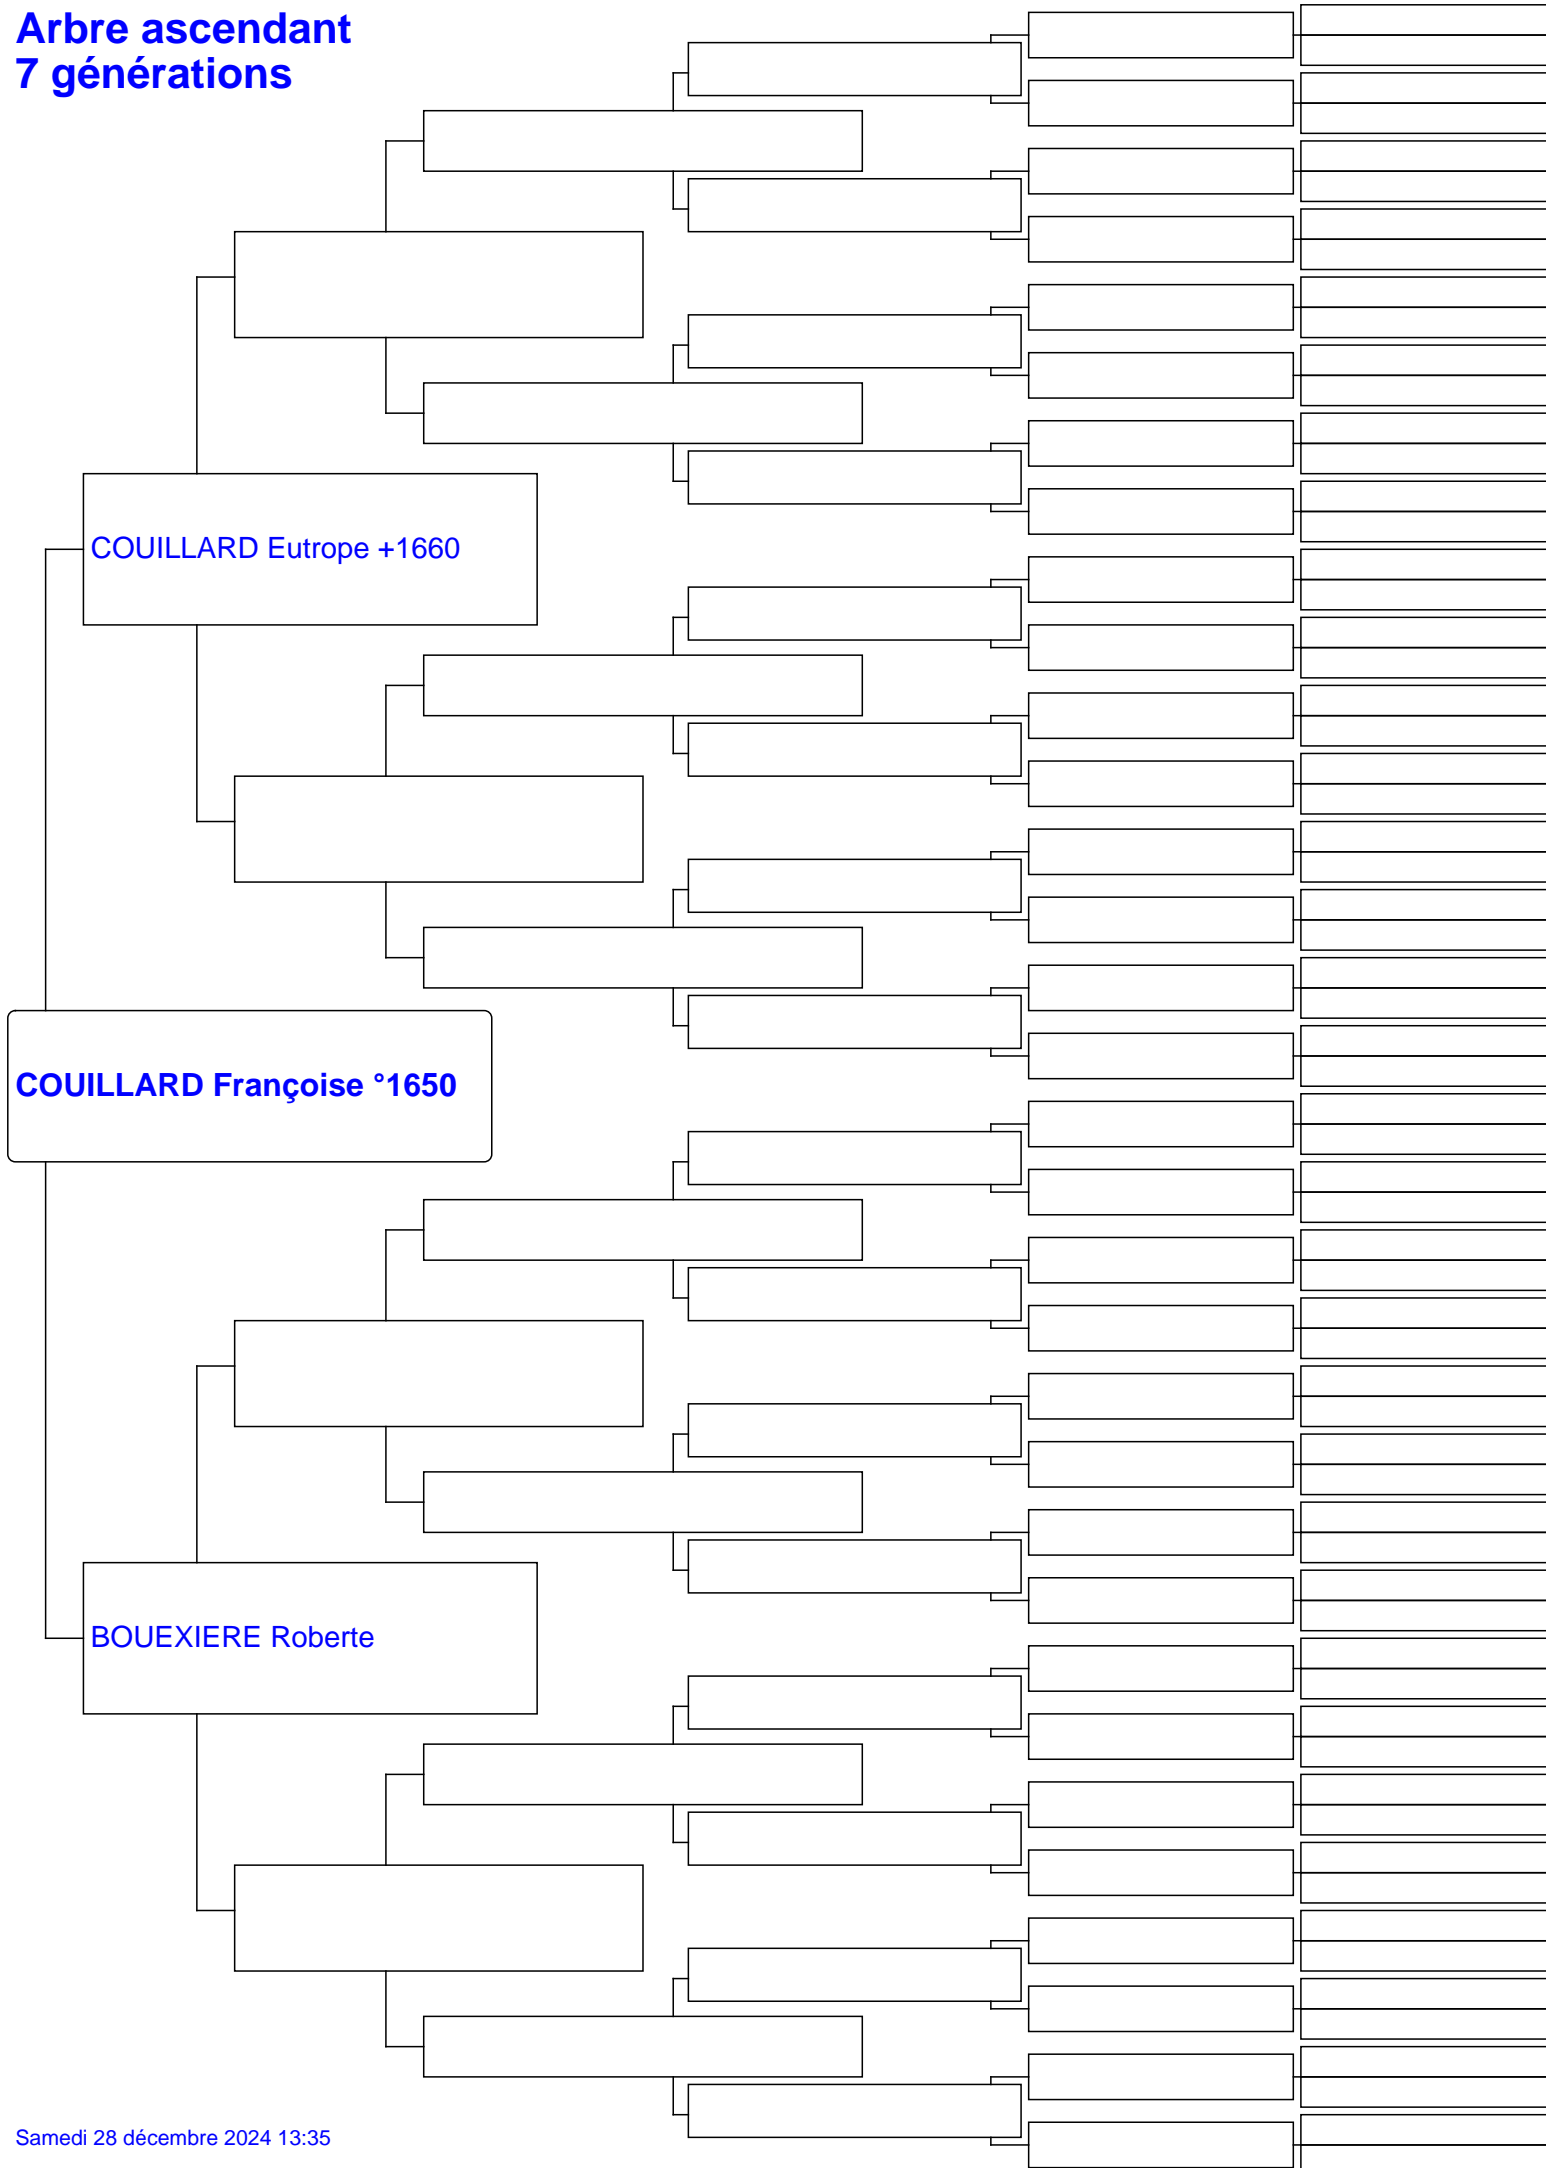 Arbre ascendant
7 générations
COUILLARD Eutrope +1660
COUILLARD Françoise °1650
BOUEXIERE Roberte
Samedi 28 décembre 2024 13:35